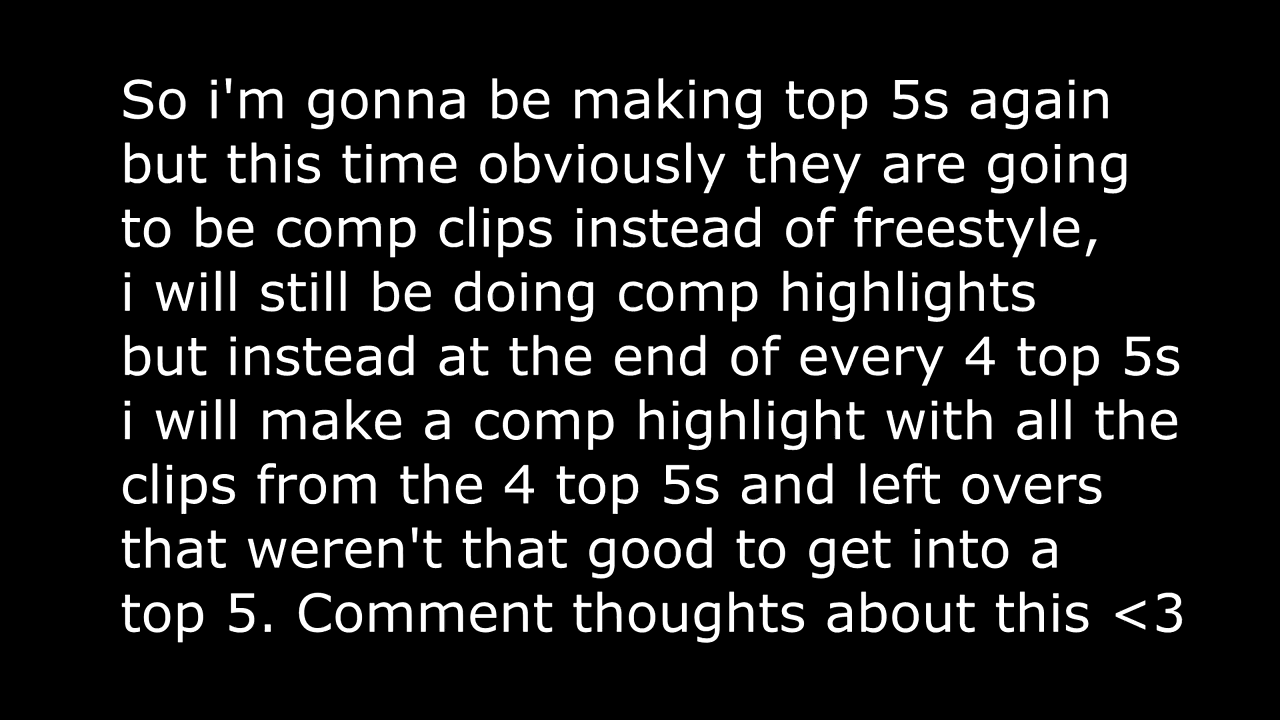 So i'm gonna be making top 5s again
but this time obviously they are going
to be comp clips instead of freestyle,
i will still be doing comp highlights
but instead at the end of every 4 top 5s
i will make a comp highlight with all the
clips from the 4 top 5s and left overs
that weren't that good to get into a
top 5. Comment thoughts about this <3